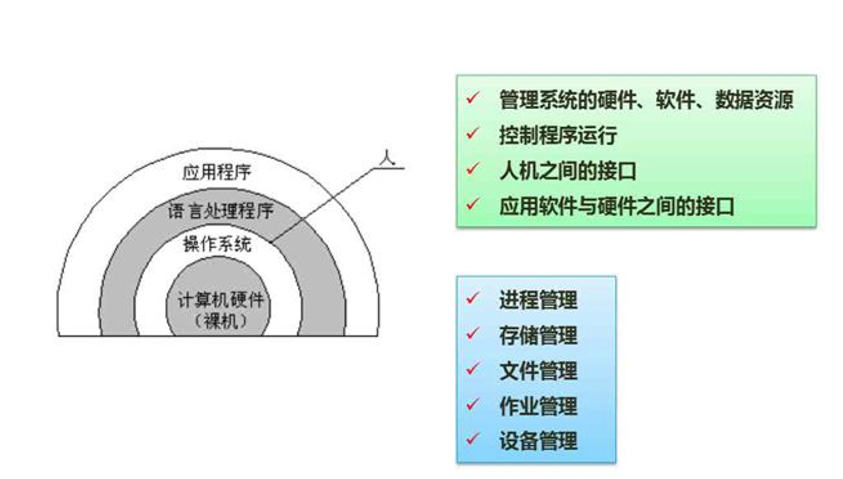 应用程序
语言处理程序
操作系统
计算机硬件
（裸机）
人
管理系统的硬件、软件、数据资源
控制程序运行
人机之间的接口
应用软件与硬件之间的接口
进程管理
存储管理
文件管理
作业管理
设备管理